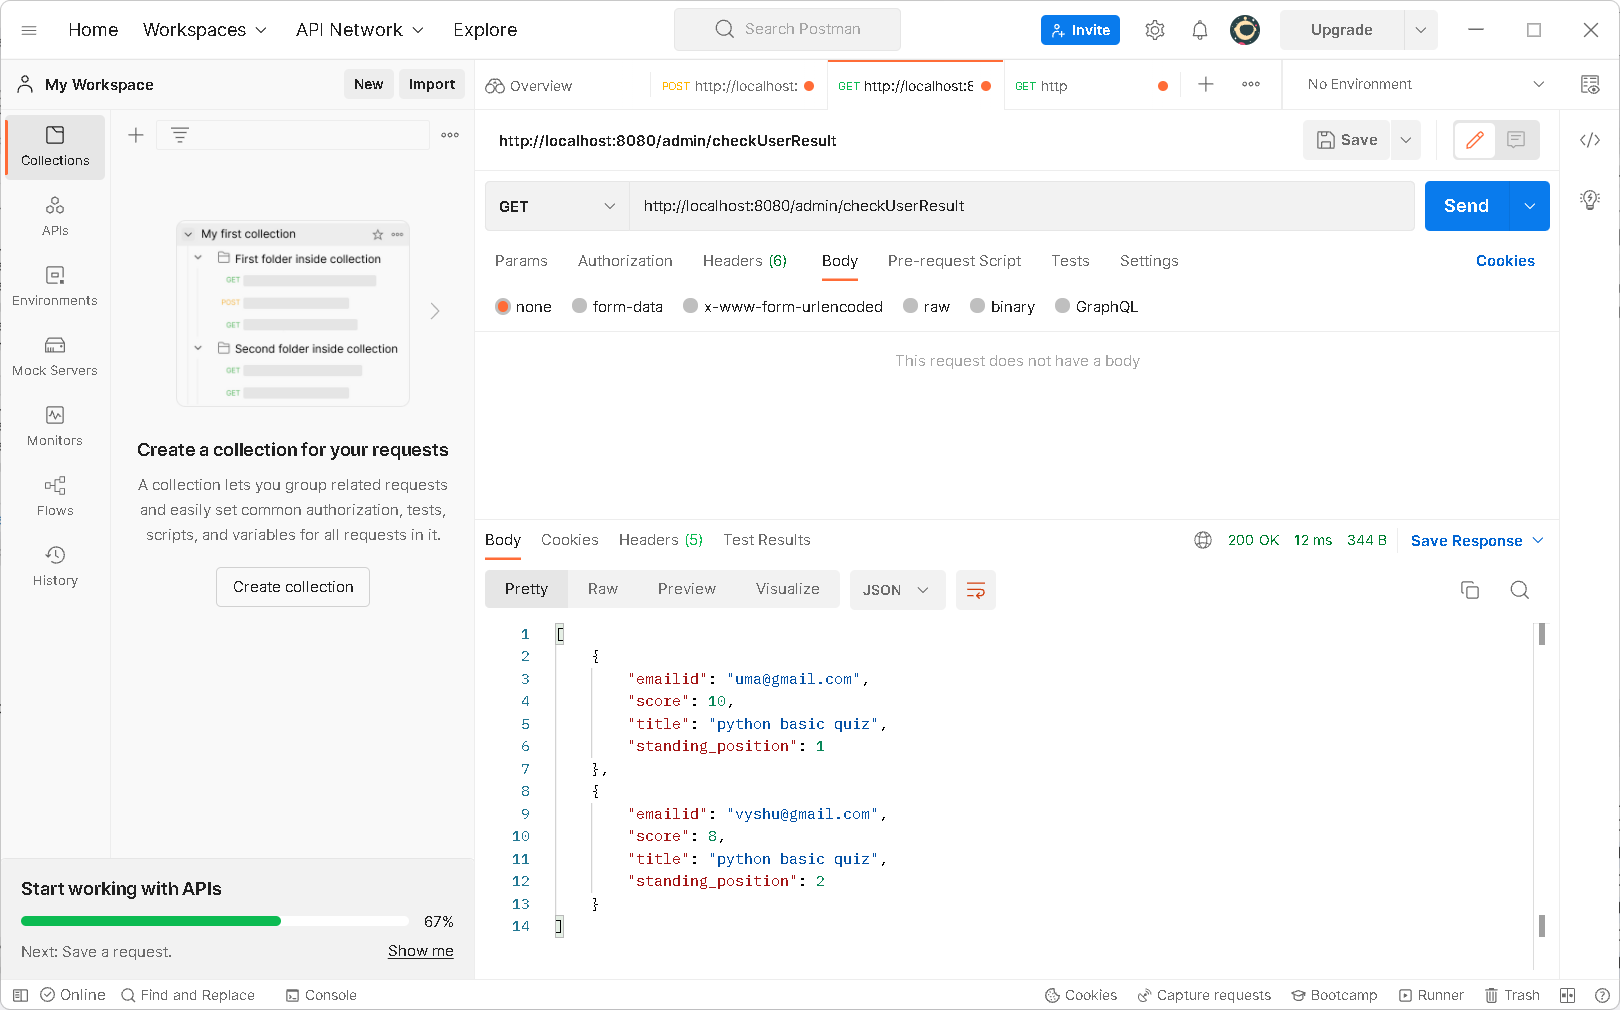 Home Workspaces API Network Explore Search Postman Invite Upgrade
My Workspace New Import Overview POST http://localhost: GET http://localhost:8 GET http No Environment
http://localhost:8080/admin/checkUserResult Save
Collections
APIs
Environments
Mock Servers
Monitors
Flows
History
My first collection
First folder inside collection
GET
POST
GET
Second folder inside collection
GET
GET
Create a collection for your requests
A collection lets you group related requests
and easily set common authorization, tests,
scripts, and variables for all requests in it.
Create collection
Start working with APIs
67%
Next: Save a request. Show me
GET http://localhost:8080/admin/checkUserResult Send
Params Authorization Headers (6) Body Pre-request Script Tests Settings Cookies
none form-data x-www-form-urlencoded raw binary GraphQL
This request does not have a body
Body Cookies Headers (5) Test Results 200 OK 12 ms 344 B Save Response
Pretty Raw Preview Visualize JSON
1 [
2 {
3 "emailid": "uma@gmail.com",
4 "score": 10,
5 "title": "python basic quiz",
6 "standing_position": 1
7 },
8 {
9 "emailid": "vyshu@gmail.com",
10 "score": 8,
11 "title": "python basic quiz",
12 "standing_position": 2
13 }
14 ]
Online Find and Replace Console Cookies Capture requests Bootcamp Runner Trash